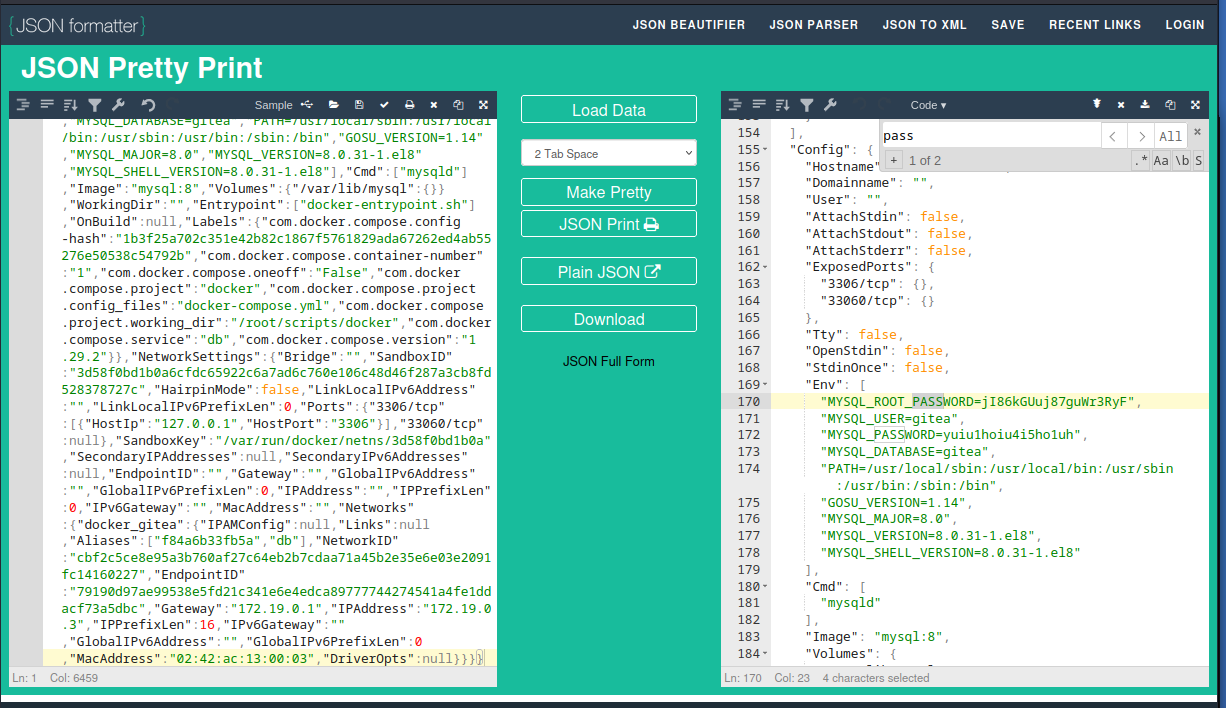 {JSON formatter}
JSON BEAUTIFIER
JSON PARSER
JSON TO XML
SAVE
RECENT LINKS
LOGIN
JSON Pretty Print
Sample
,"MYSQL_DATABASE=gitea","PATH=/usr/local/sbin:/usr/local
/bin:/usr/sbin:/usr/bin:/sbin:/bin","GOSU_VERSION=1.14"
,"MYSQL_MAJOR=8.0","MYSQL_VERSION=8.0.31-1.el8"
,"MYSQL_SHELL_VERSION=8.0.31-1.el8"],"Cmd":["mysqld"]
,"Image":"mysql:8","Volumes":{"/var/lib/mysql":{}}
,"WorkingDir":"","Entrypoint":["docker-entrypoint.sh"]
,"OnBuild":null,"Labels":{"com.docker.compose.config
-hash":"1b3f25a702c351e42b82c1867f5761829ada67262ed4ab55
276e50538c54792b","com.docker.compose.container-number"
:"1","com.docker.compose.oneoff":"False","com.docker
.compose.project":"docker","com.docker.compose.project
.config_files":"docker-compose.yml","com.docker.compose
.project.working_dir":"/root/scripts/docker","com.docker
.compose.service":"db","com.docker.compose.version":"1
.29.2"}},"NetworkSettings":{"Bridge":"","SandboxID"
:"3d58f0bd1b0a6cfdc65922c6a7ad6c760e106c48d46f287a3cb8fd
528378727c","HairpinMode":false,"LinkLocalIPv6Address"
:"","LinkLocalIPv6PrefixLen":0,"Ports":{"3306/tcp"
:[{"HostIp":"127.0.0.1","HostPort":"3306"}],"33060/tcp"
:null},"SandboxKey":"/var/run/docker/netns/3d58f0bd1b0a"
,"SecondaryIPAddresses":null,"SecondaryIPv6Addresses"
:null,"EndpointID":"","Gateway":"","GlobalIPv6Address"
:"","GlobalIPv6PrefixLen":0,"IPAddress":"","IPPrefixLen"
:0,"IPv6Gateway":"","MacAddress":"","Networks"
:{"docker_gitea":{"IPAMConfig":null,"Links":null
,"Aliases":["f84a6b33fb5a","db"],"NetworkID"
:"cbf2c5ce8e95a3b760af27c64eb2b7cdaa71a45b2e35e6e03e2091
fc14160227","EndpointID"
:"79190d97ae99538e5fd21c341e6e4edca89777744274541a4fe1dd
acf73a5dbc","Gateway":"172.19.0.1","IPAddress":"172.19.0
.3","IPPrefixLen":16,"IPv6Gateway":""
,"GlobalIPv6Address":"","GlobalIPv6PrefixLen":0
,"MacAddress":"02:42:ac:13:00:03","DriverOpts":null}}}}
Ln: 1 Col: 6459
Load Data
2 Tab Space
Make Pretty
JSON Print
Plain JSON
Download
JSON Full Form
Code ▾
pass
All
+ 1 of 2
.* Aa \b S
154 ],
155 "Config": {
156 "Hostname"
157 "Domainname": "",
158 "User": "",
159 "AttachStdin": false,
160 "AttachStdout": false,
161 "AttachStderr": false,
162 "ExposedPorts": {
163 "3306/tcp": {},
164 "33060/tcp": {}
165 },
166 "Tty": false,
167 "OpenStdin": false,
168 "StdinOnce": false,
169 "Env": [
170 "MYSQL_ROOT_PASSWORD=jI86kGUuj87guWr3RyF",
171 "MYSQL_USER=gitea",
172 "MYSQL_PASSWORD=yuiu1hoiu4i5ho1uh",
173 "MYSQL_DATABASE=gitea",
174 "PATH=/usr/local/sbin:/usr/local/bin:/usr/sbin
:/usr/bin:/sbin:/bin",
175 "GOSU_VERSION=1.14",
176 "MYSQL_MAJOR=8.0",
177 "MYSQL_VERSION=8.0.31-1.el8",
178 "MYSQL_SHELL_VERSION=8.0.31-1.el8"
179 ],
180 "Cmd": [
181 "mysqld"
182 ],
183 "Image": "mysql:8",
184 "Volumes": {
Ln: 170 Col: 23 4 characters selected